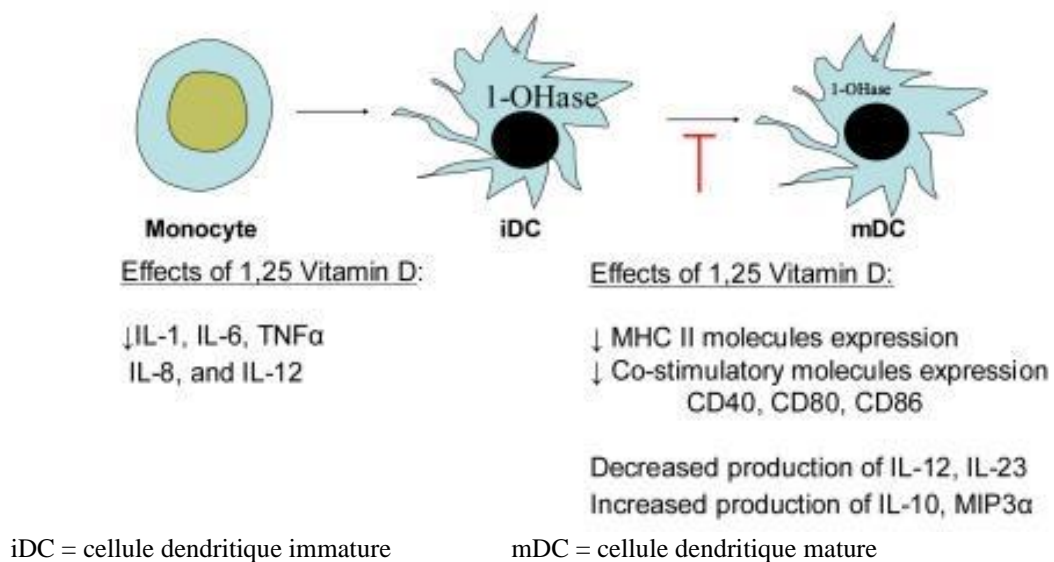 1-OHase
1-OHase
Monocyte
iDC
mDC
Effects of 1,25 Vitamin D:
↓IL-1, IL-6, TNFα
IL-8, and IL-12
Effects of 1,25 Vitamin D:
↓ MHC II molecules expression
↓ Co-stimulatory molecules expression
CD40, CD80, CD86
Decreased production of IL-12, IL-23
Increased production of IL-10, MIP3α
iDC = cellule dendritique immature
mDC = cellule dendritique mature